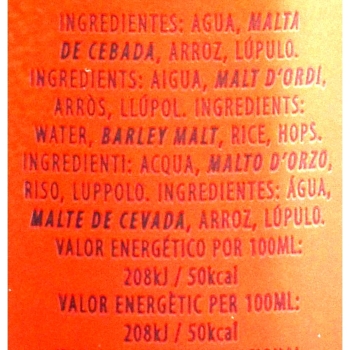 INGREDIENTES: AGUA, MALTA
DE CEBADA, ARROZ, LÚPULO.
INGREDIENTS: AIGUA, MALT D'ORDI,
ARRÒS, LLÚPOL. INGREDIENTS:
WATER, BARLEY MALT, RICE, HOPS.
INGREDIENTI: ACQUA, MALTO D'ORZO,
RISO, LUPPOLO. INGREDIENTES: ÁGUA,
MALTE DE CEVADA, ARROZ, LÚPULO.
VALOR ENERGÉTICO POR 100ML:
208kJ / 50kcal
VALOR ENERGÈTIC PER 100ML:
208kJ / 50kcal